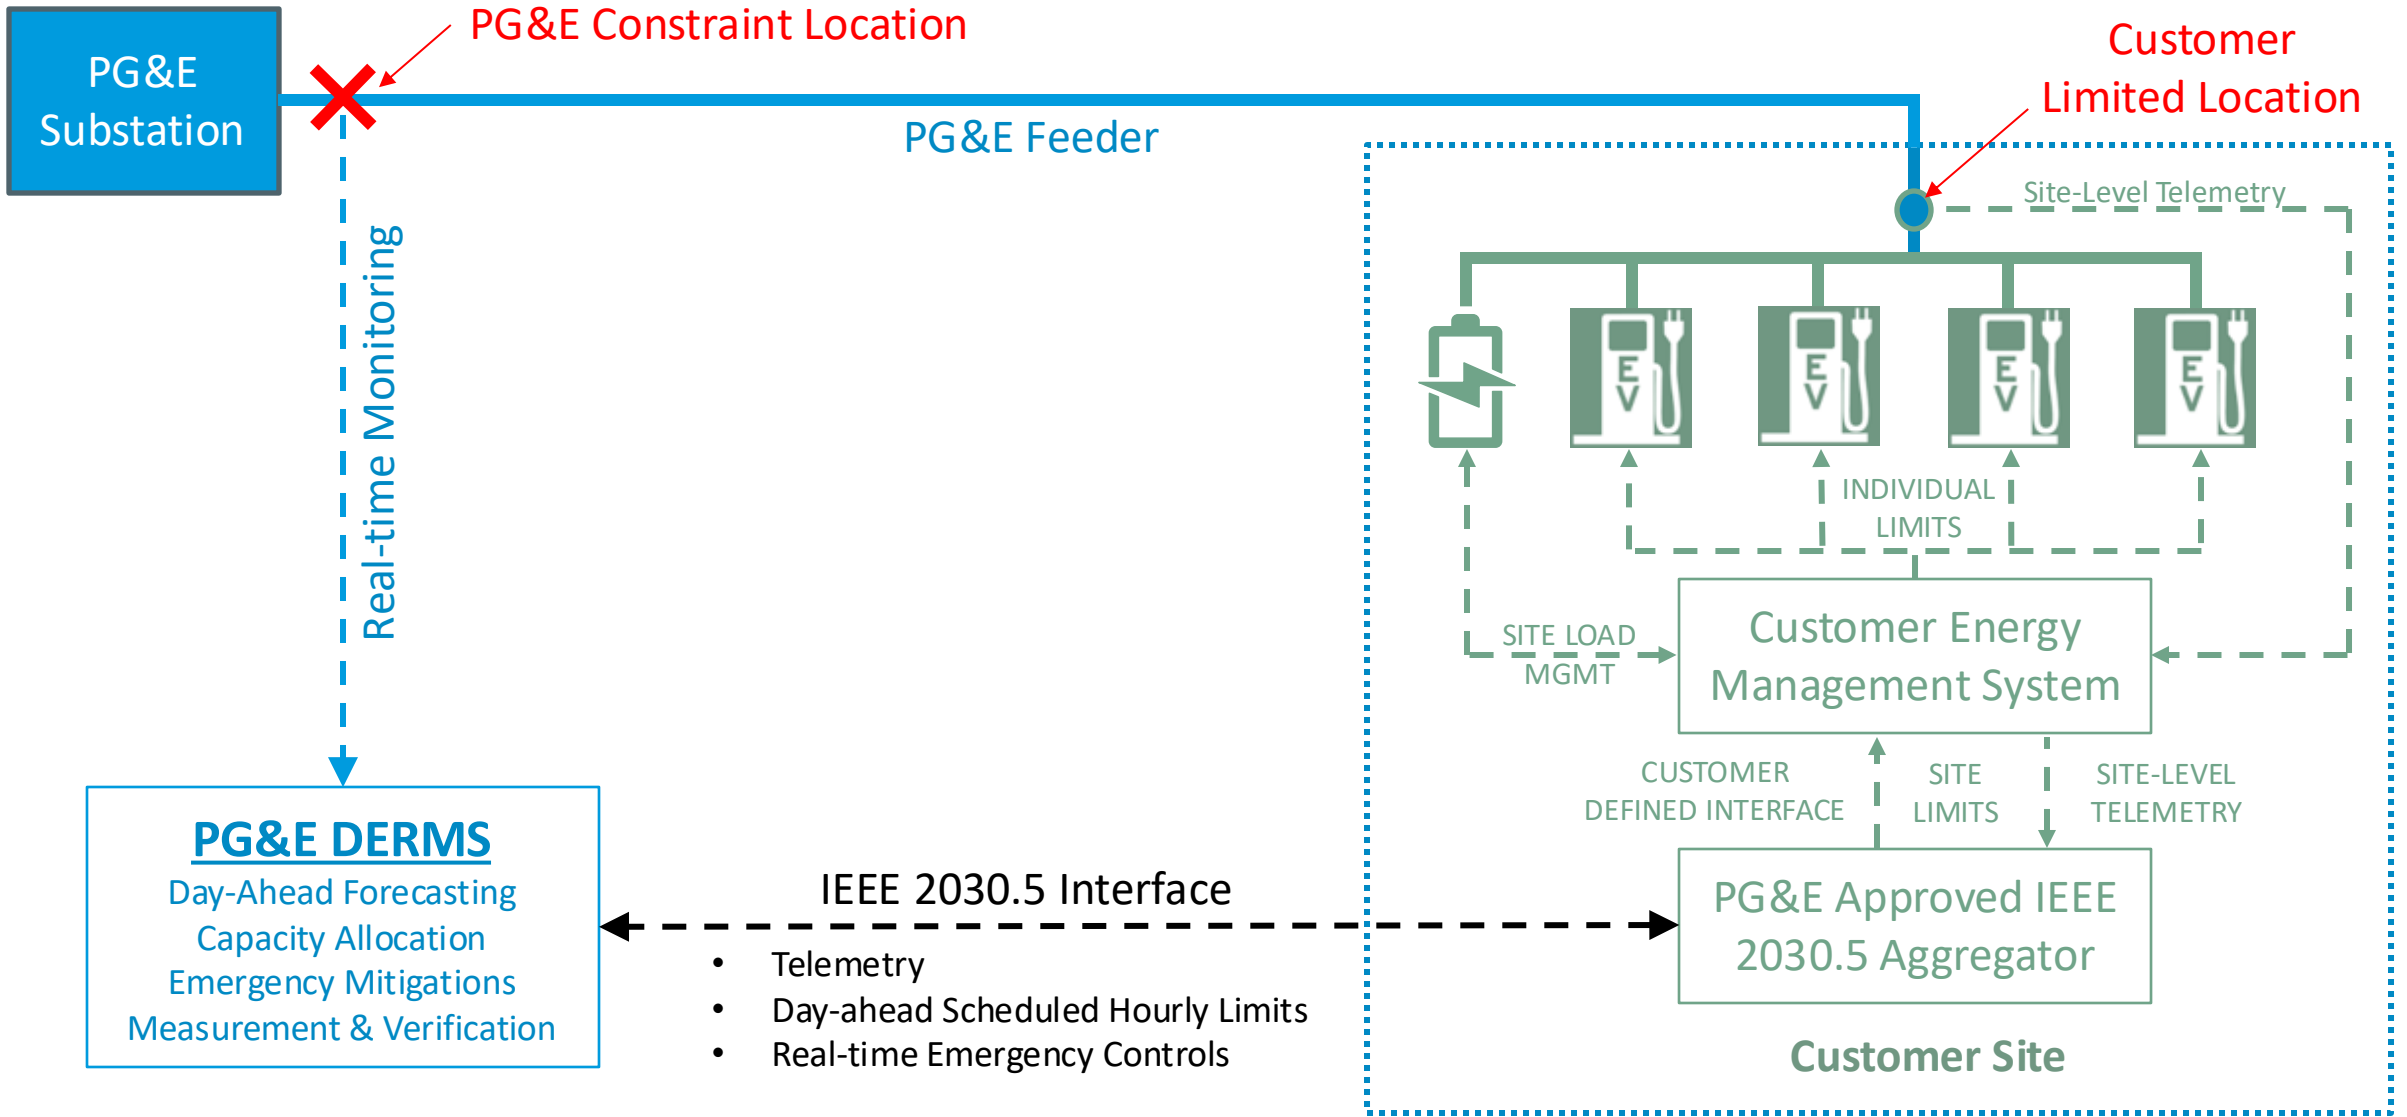 PG&E
Substation
PG&E Constraint Location
PG&E Feeder
Customer
Limited Location
Real-time Monitoring
Site-Level Telemetry
E
V
E
V
E
V
E
V
INDIVIDUAL
LIMITS
SITE LOAD
MGMT
Customer Energy
Management System
CUSTOMER
DEFINED INTERFACE
SITE
LIMITS
SITE-LEVEL
TELEMETRY
PG&E DERMS
Day-Ahead Forecasting
Capacity Allocation
Emergency Mitigations
Measurement & Verification
IEEE 2030.5 Interface
• Telemetry
• Day-ahead Scheduled Hourly Limits
• Real-time Emergency Controls
PG&E Approved IEEE
2030.5 Aggregator
Customer Site